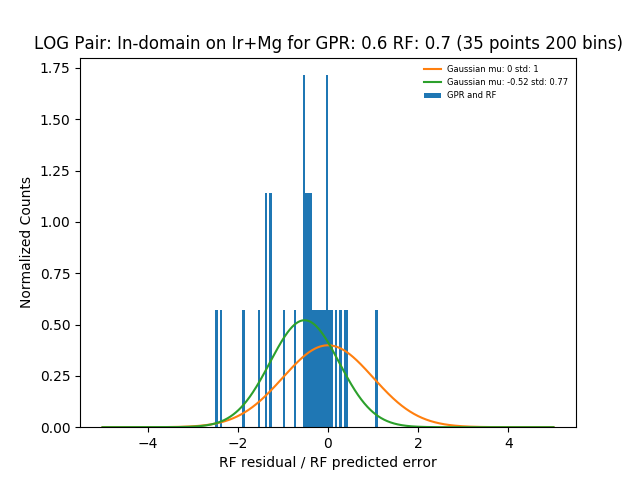 LOG Pair: In-domain on Ir+Mg for GPR: 0.6 RF: 0.7 (35 points 200 bins)
Gaussian mu: 0 std: 1
Gaussian mu: -0.52 std: 0.77
GPR and RF
Normalized Counts
1.75
1.50
1.25
1.00
0.75
0.50
0.25
0.00
−4 −2 0 2 4
RF residual / RF predicted error